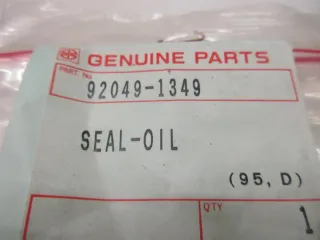 GENUINE PARTS
PART No
92049-1349
SEAL-OIL
(95, D)
QTY
1